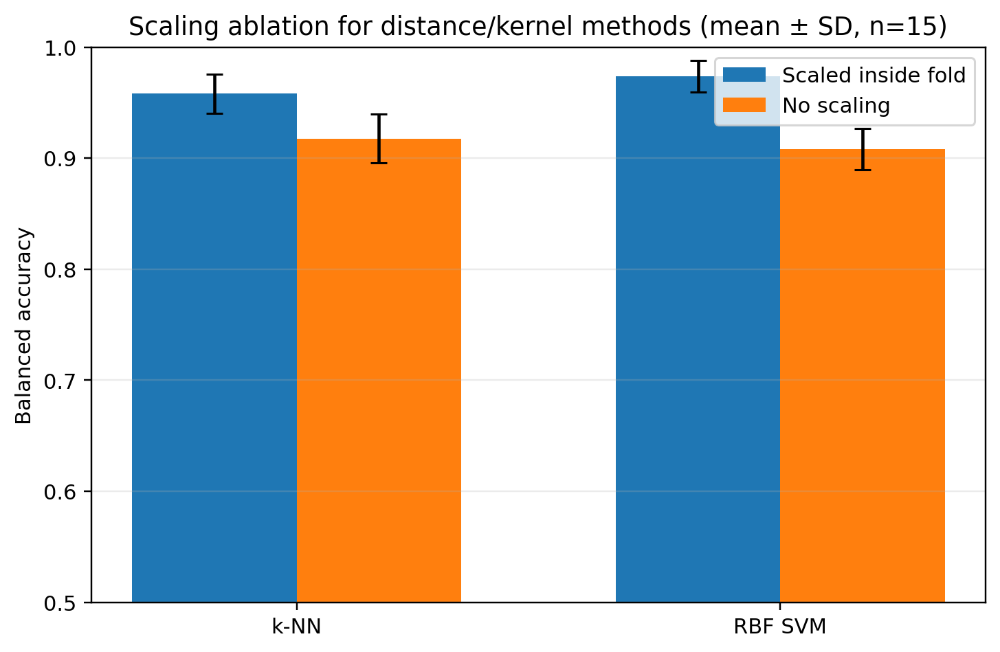 Scaling ablation for distance/kernel methods (mean ± SD, n=15)
Scaled inside fold
No scaling
Balanced accuracy
1.0
0.9
0.8
0.7
0.6
0.5
k-NN
RBF SVM